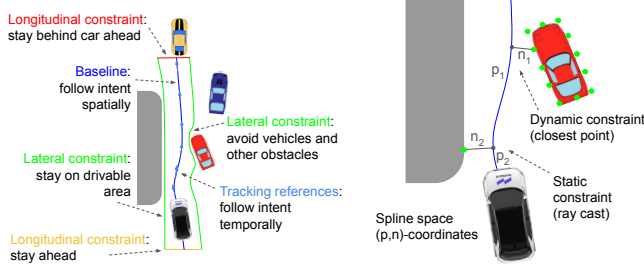 Longitudinal constraint:
stay behind car ahead
Baseline:
follow intent
spatially
Lateral constraint:
avoid vehicles and
other obstacles
Lateral constraint:
stay on drivable
area
Tracking references:
follow intent
temporally
Longitudinal constraint:
stay ahead
n1
p1
Dynamic constraint
(closest point)
n2
p2
Static
constraint
(ray cast)
Spline space
(p,n)-coordinates